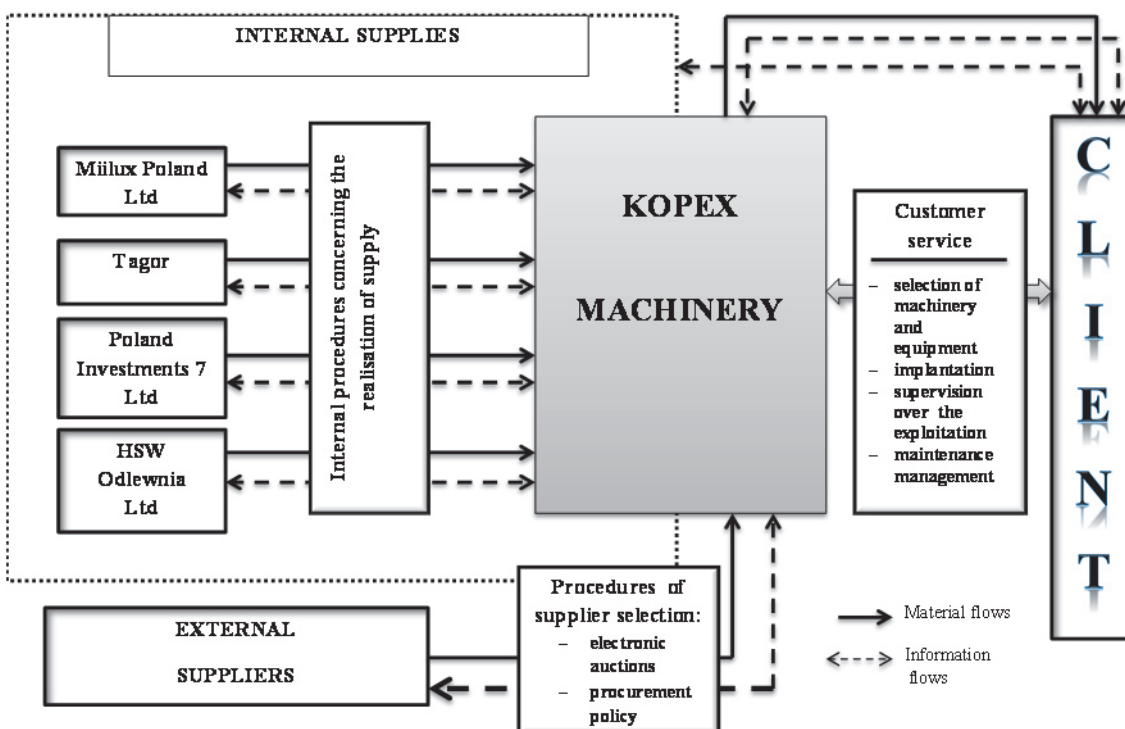 INTERNAL SUPPLIES
Miilux Poland
Ltd
Tagor
Poland
Investments 7
Ltd
HSW
Odlewnia
Ltd
Internal procedures concerning the
realisation of supply
KOPEX
MACHINERY
Customer
service
– selection of
machinery
and
equipment
– implantation
– supervision
over the
exploitation
– maintenance
management
CLIENT
EXTERNAL
SUPPLIERS
Procedures of
supplier selection:
– electronic
auctions
– procurement
policy
Material flows
Information
flows